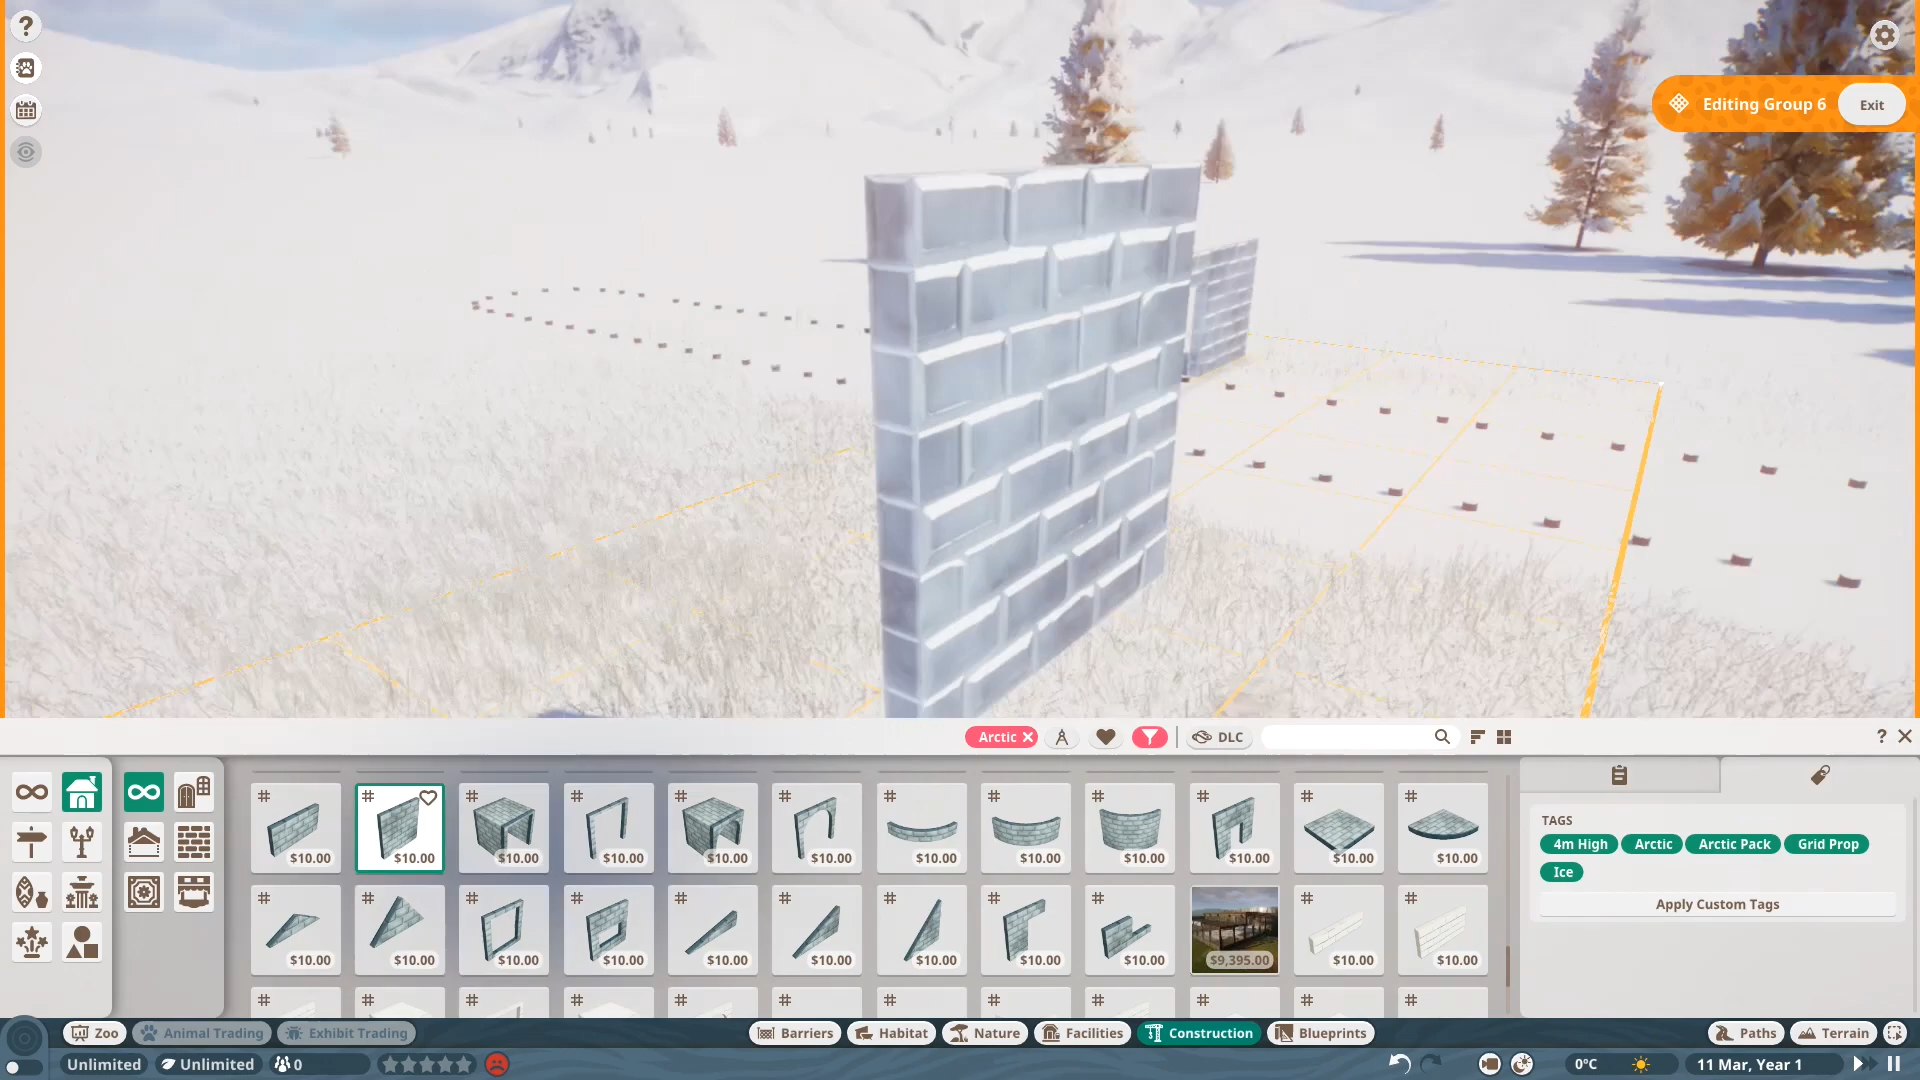 ?
Editing Group 6 Exit
Arctic DLC ?
$10.00 $10.00 $10.00 $10.00 $10.00 $10.00 $10.00 $10.00 $10.00 $10.00 $10.00 $10.00
$10.00 $10.00 $10.00 $10.00 $10.00 $10.00 $10.00 $10.00 $10.00 $9,395.00 $10.00 $10.00
TAGS
4m High Arctic Arctic Pack Grid Prop
Ice
Apply Custom Tags
Zoo Animal Trading Exhibit Trading Barriers Habitat Nature Facilities Construction Blueprints Paths Terrain
Unlimited Unlimited 0 0°C 11 Mar, Year 1